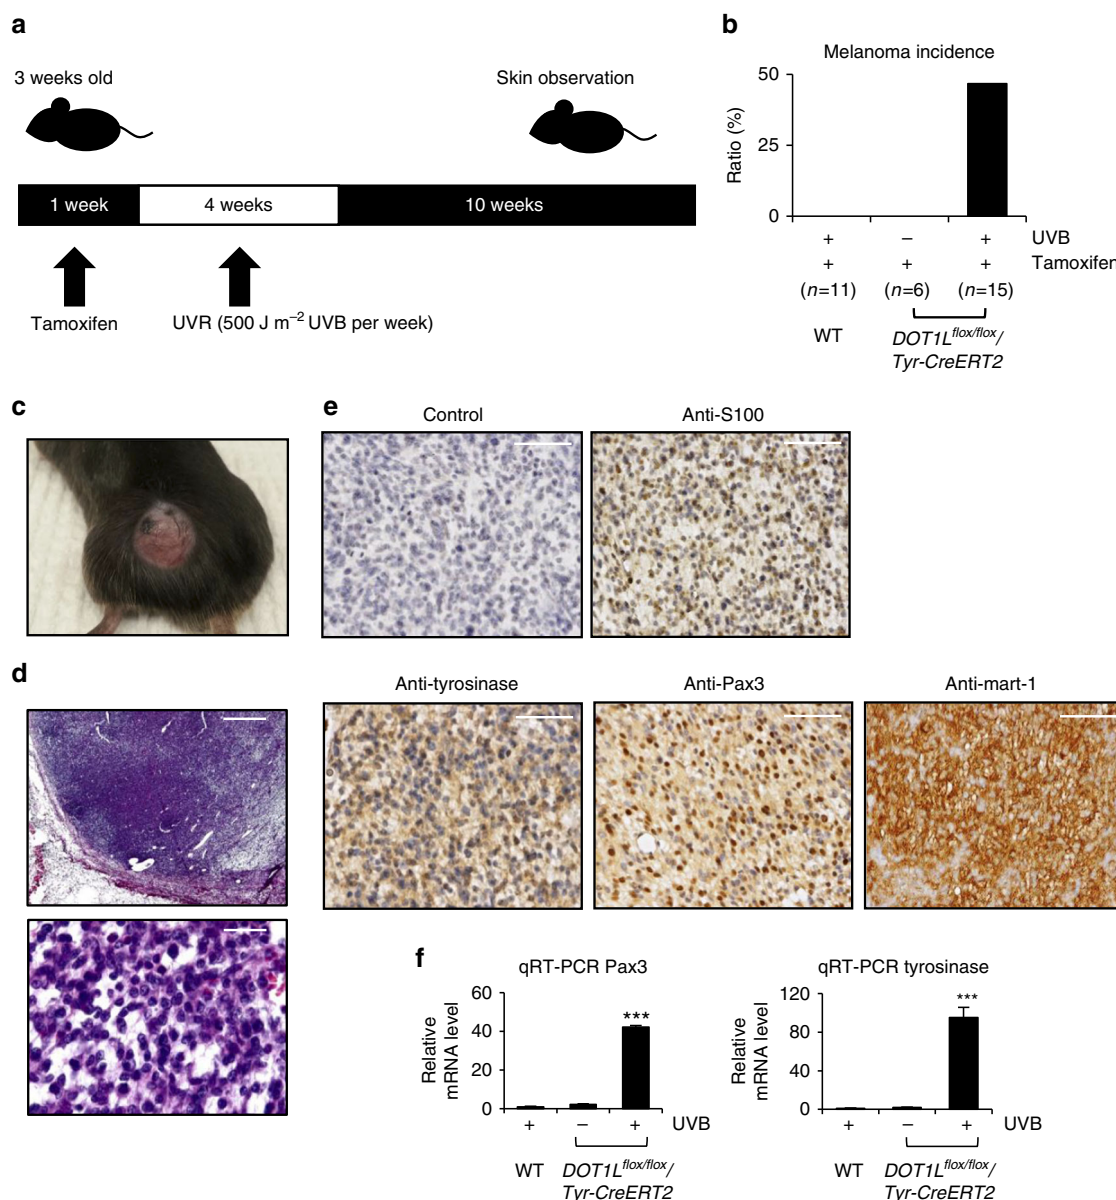 a
3 weeks old
Skin observation
1 week
4 weeks
10 weeks
Tamoxifen
UVR (500 J m⁻² UVB per week)
b
Melanoma incidence
Ratio (%)
50
25
0
+ – + UVB
+ + + Tamoxifen
(n=11) (n=6) (n=15)
WT
DOT1L^flox/flox/
Tyr-CreERT2
c
d
e
Control
Anti-S100
Anti-tyrosinase
Anti-Pax3
Anti-mart-1
f
qRT-PCR Pax3
Relative
mRNA level
60
40
20
0
***
+ – + UVB
WT
DOT1L^flox/flox/
Tyr-CreERT2
qRT-PCR tyrosinase
Relative
mRNA level
120
80
40
0
***
+ – + UVB
WT
DOT1L^flox/flox/
Tyr-CreERT2